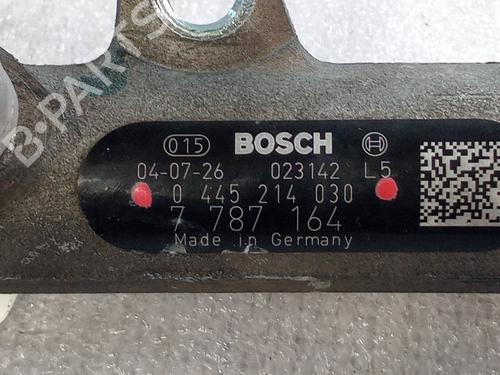 015 BOSCH
04-07-26 023142 L5
0 445 214 030
7 787 164
Made in Germany
B-PARTS